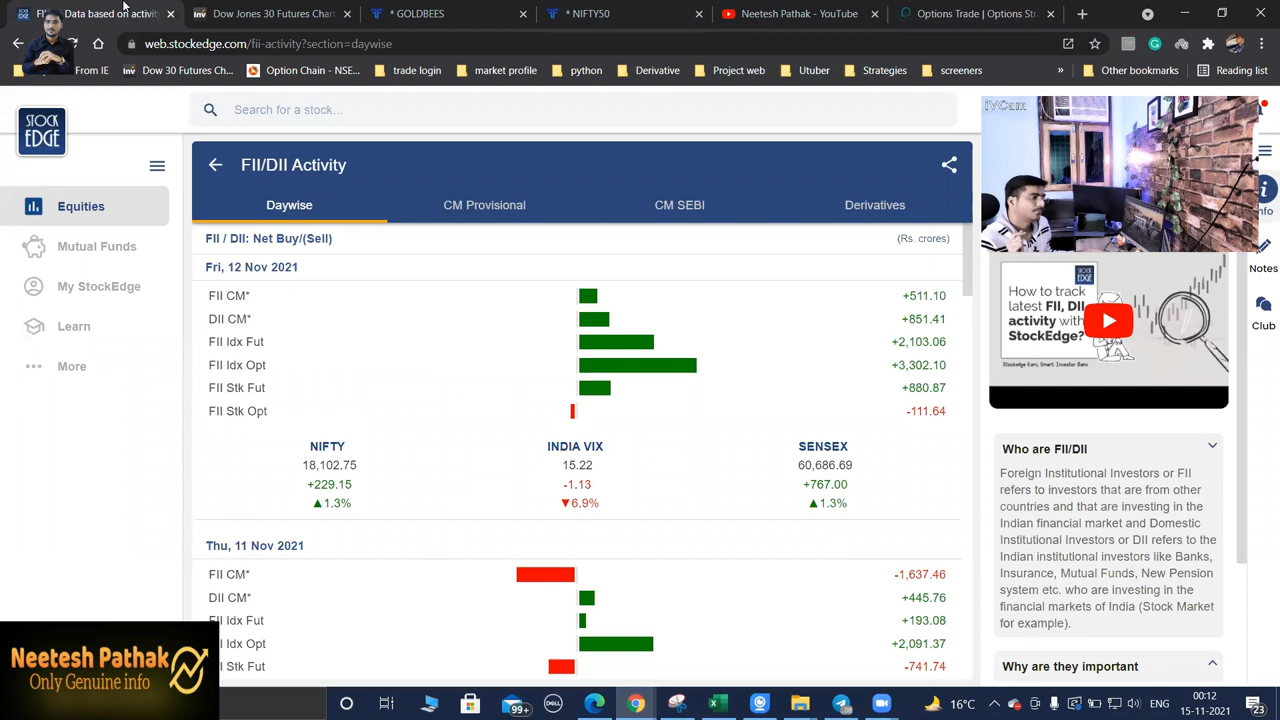 FII Data, FII activity
* GOLDBEES
* NIFTY50
Neetesh Pathak - YouTube
Options Trade | Options St
web.stockedge.com/fii-activity?section=daywise
From IE
Dow 30 Futures Ch...
Option Chain - NSE...
trade login
market profile
option
Derivative
Project web
Utuber
Strategies
Other bookmarks
Reading list
STOCK
EDGE
Search for a stock...
iVCam
Equities
Mutual Funds
My StockEdge
Learn
More
FII/DII Activity
Daywise
CM Provisional
CM SEBI
Derivatives
FII / DII: Net Buy/(Sell)
(Rs. crores)
Fri, 12 Nov 2021
FII CM* +511.10
DII CM* +851.41
FII Idx Fut +2,103.06
FII Idx Opt +3,302.10
FII Stk Fut +880.87
FII Stk Opt -111.64
NIFTY INDIA VIX SENSEX
18,102.75 15.22 60,686.69
+229.15 -1.13 +767.00
▲1.3% ▼6.9% ▲1.3%
Thu, 11 Nov 2021
FII CM* -1,637.46
DII CM* +445.76
FII Idx Fut +193.08
Idx Opt +2,091.37
Stk Fut -741.74
Notes
Club
STOCK
EDGE
How to track
latest FII, DII
activity with
StockEdge?
Who are FII/DII
Foreign Institutional Investors or FII
refers to investors that are from other
countries and that are investing in the
Indian financial market and Domestic
Institutional Investors or DII refers to the
Indian institutional investors like Banks,
Insurance, Mutual Funds, New Pension
system etc. who are investing in the
financial markets of India (Stock Market
for example).
Why are they important
Neetesh Pathak
Only Genuine info
99+
DELL
16°C
ENG
00:12
15-11-2021
23